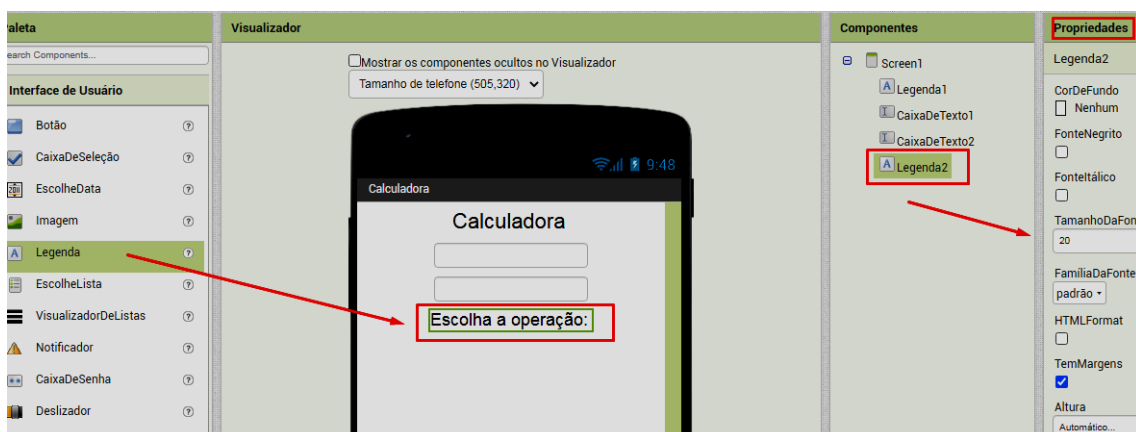 aleta
earch Components...
Interface de Usuário
Botão
CaixaDeSeleção
EscolheData
Imagem
Legenda
EscolheLista
VisualizadorDeListas
Notificador
CaixaDeSenha
Deslizador
Visualizador
Mostrar os componentes ocultos no Visualizador
Tamanho de telefone (505,320)
9:48
Calculadora
Calculadora
Escolha a operação:
Componentes
Screen1
Legenda1
CaixaDeTexto1
CaixaDeTexto2
Legenda2
Propriedades
Legenda2
CorDeFundo
Nenhum
FonteNegrito
FonteItálico
TamanhoDaFon
20
FamíliaDaFonte
padrão
HTMLFormat
TemMargens
Altura
Automático...